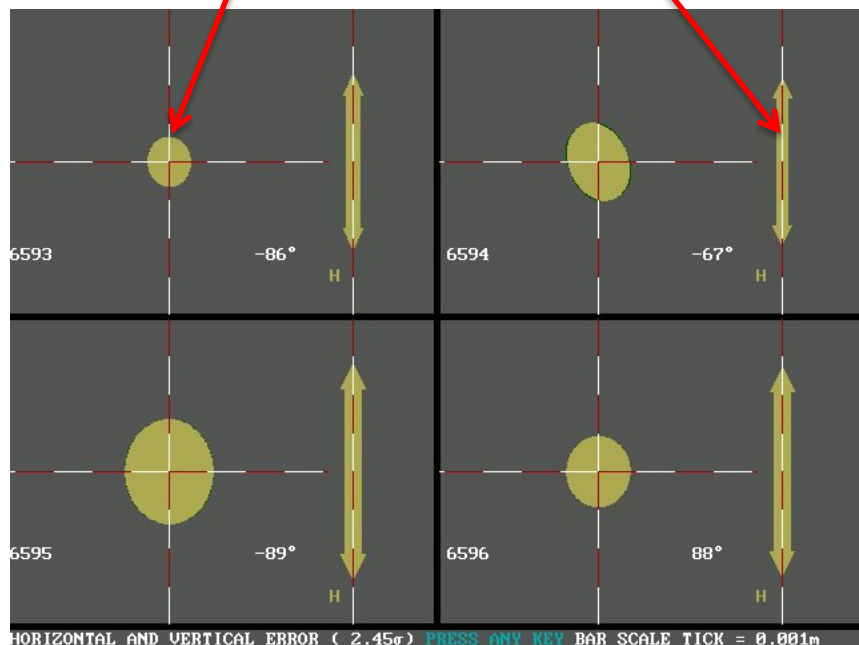 6593 -86° H
6594 -67° H
6595 -89° H
6596 88° H
HORIZONTAL AND VERTICAL ERROR ( 2.45σ) PRESS ANY KEY BAR SCALE TICK = 0.001m